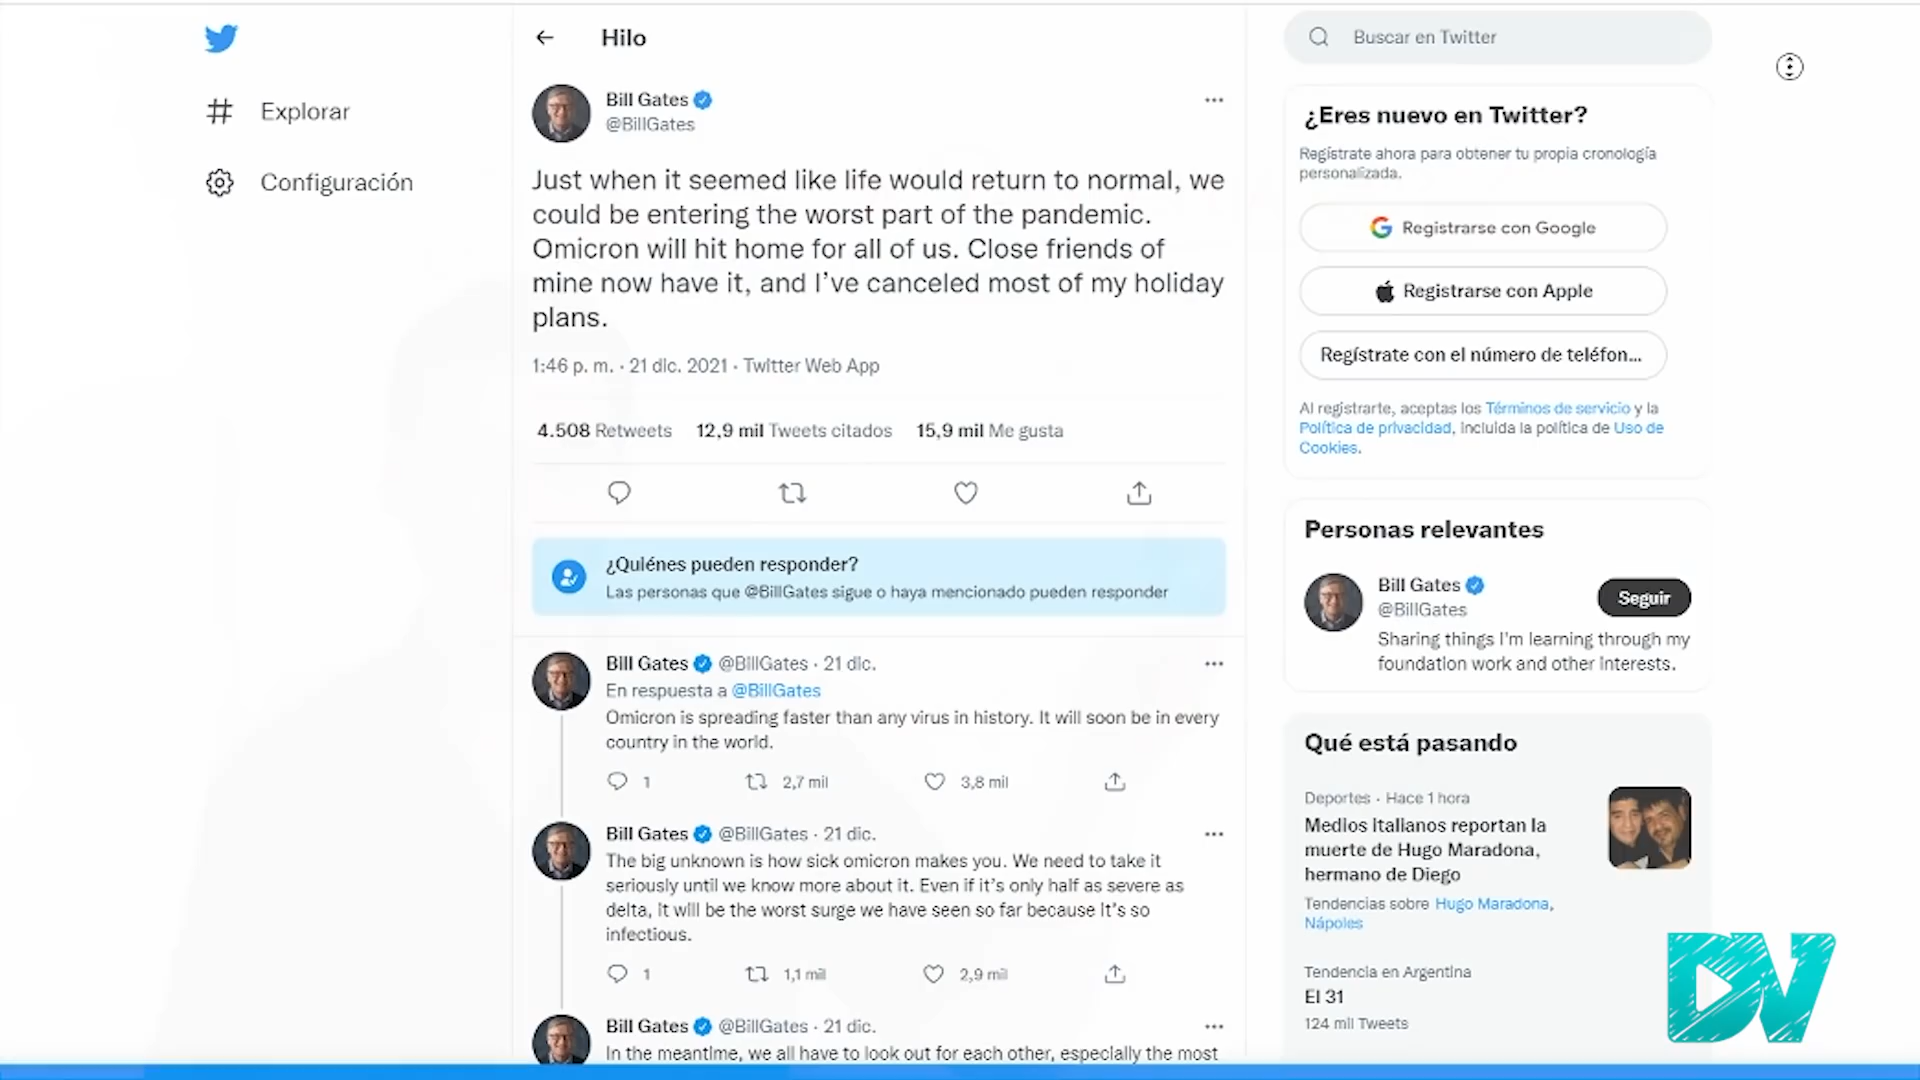 Explorar
Configuración
Hilo
Bill Gates
@BillGates
Just when it seemed like life would return to normal, we
could be entering the worst part of the pandemic.
Omicron will hit home for all of us. Close friends of
mine now have it, and I’ve canceled most of my holiday
plans.
1:46 p. m. · 21 dic. 2021 · Twitter Web App
4.508 Retweets 12,9 mil Tweets citados 15,9 mil Me gusta
¿Quiénes pueden responder?
Las personas que @BillGates sigue o haya mencionado pueden responder
Bill Gates @BillGates · 21 dic.
En respuesta a @BillGates
Omicron is spreading faster than any virus in history. It will soon be in every
country in the world.
1 2,7 mil 3,8 mil
Bill Gates @BillGates · 21 dic.
The big unknown is how sick omicron makes you. We need to take it
seriously until we know more about it. Even if it’s only half as severe as
delta, it will be the worst surge we have seen so far because it’s so
infectious.
1 1,1 mil 2,9 mil
Bill Gates @BillGates · 21 dic.
In the meantime, we all have to look out for each other, especially the most
Buscar en Twitter
¿Eres nuevo en Twitter?
Regístrate ahora para obtener tu propia cronología
personalizada.
Registrarse con Google
Registrarse con Apple
Regístrate con el número de teléfon...
Al registrarte, aceptas los Términos de servicio y la
Política de privacidad, incluida la política de Uso de
Cookies.
Personas relevantes
Bill Gates
@BillGates
Seguir
Sharing things I'm learning through my
foundation work and other interests.
Qué está pasando
Deportes · Hace 1 hora
Medios italianos reportan la
muerte de Hugo Maradona,
hermano de Diego
Tendencias sobre Hugo Maradona,
Nápoles
Tendencia en Argentina
El 31
124 mil Tweets
DV